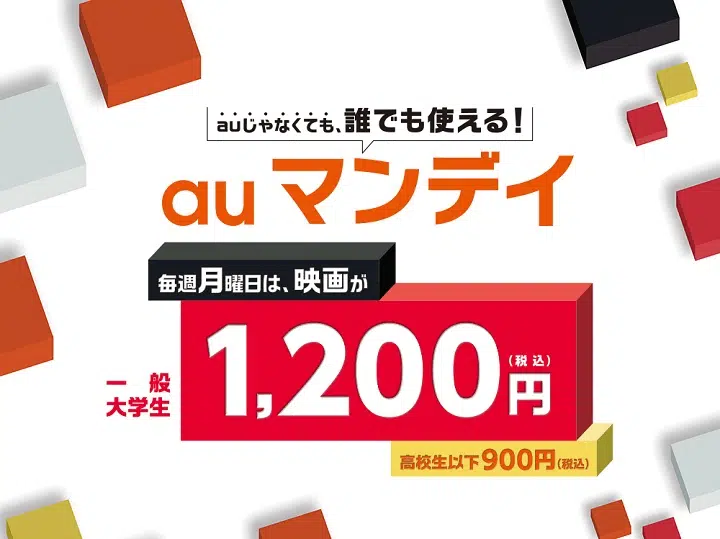 auじゃなくても、誰でも使える!
au マンデイ
毎週月曜日は、映画が
一般
大学生
1,200円(税込)
高校生以下900円(税込)